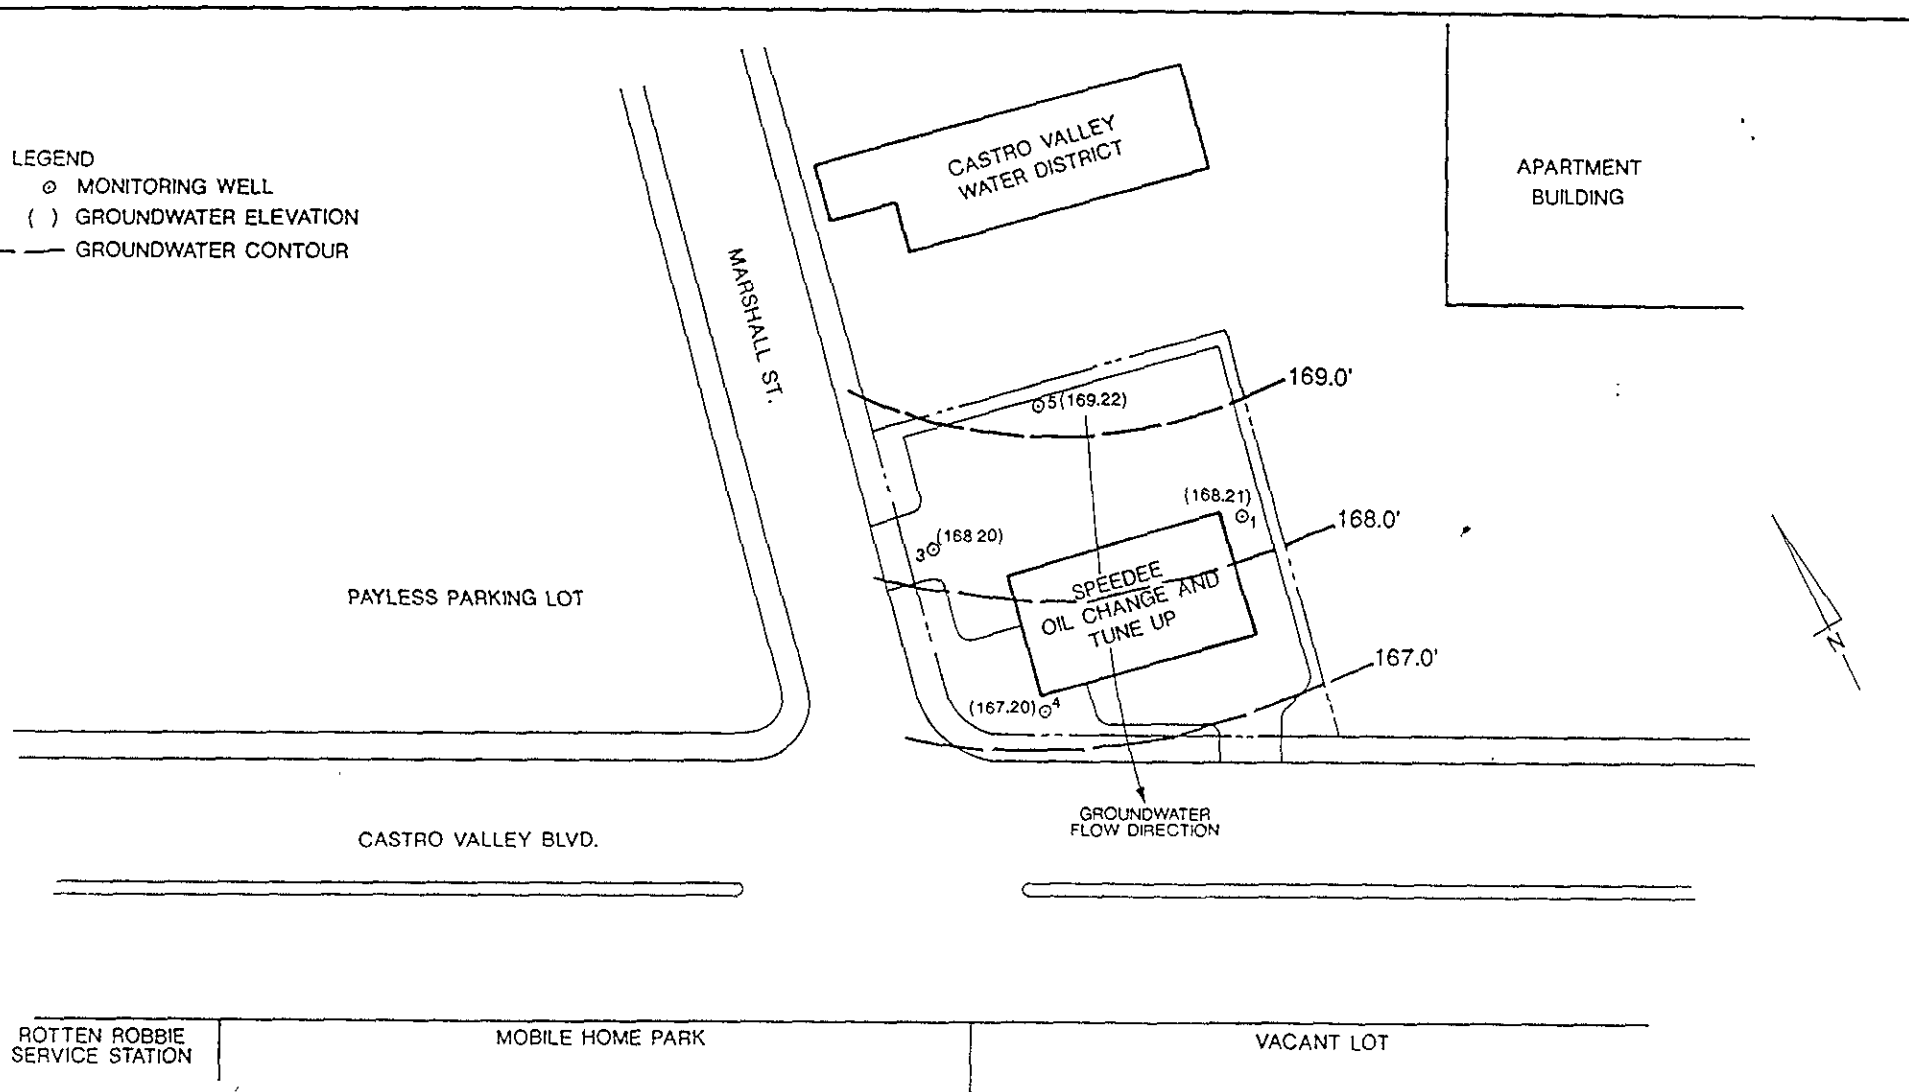 LEGEND
⊙ MONITORING WELL
( ) GROUNDWATER ELEVATION
GROUNDWATER CONTOUR
CASTRO VALLEY
WATER DISTRICT
APARTMENT
BUILDING
MARSHALL ST.
169.0'
5(169.22)
(168.21)
1
168.0'
(168.20)
3
SPEEDEE
OIL CHANGE AND
TUNE UP
PAYLESS PARKING LOT
N
167.0'
(167.20)
4
GROUNDWATER
FLOW DIRECTION
CASTRO VALLEY BLVD.
ROTTEN ROBBIE
SERVICE STATION
MOBILE HOME PARK
VACANT LOT